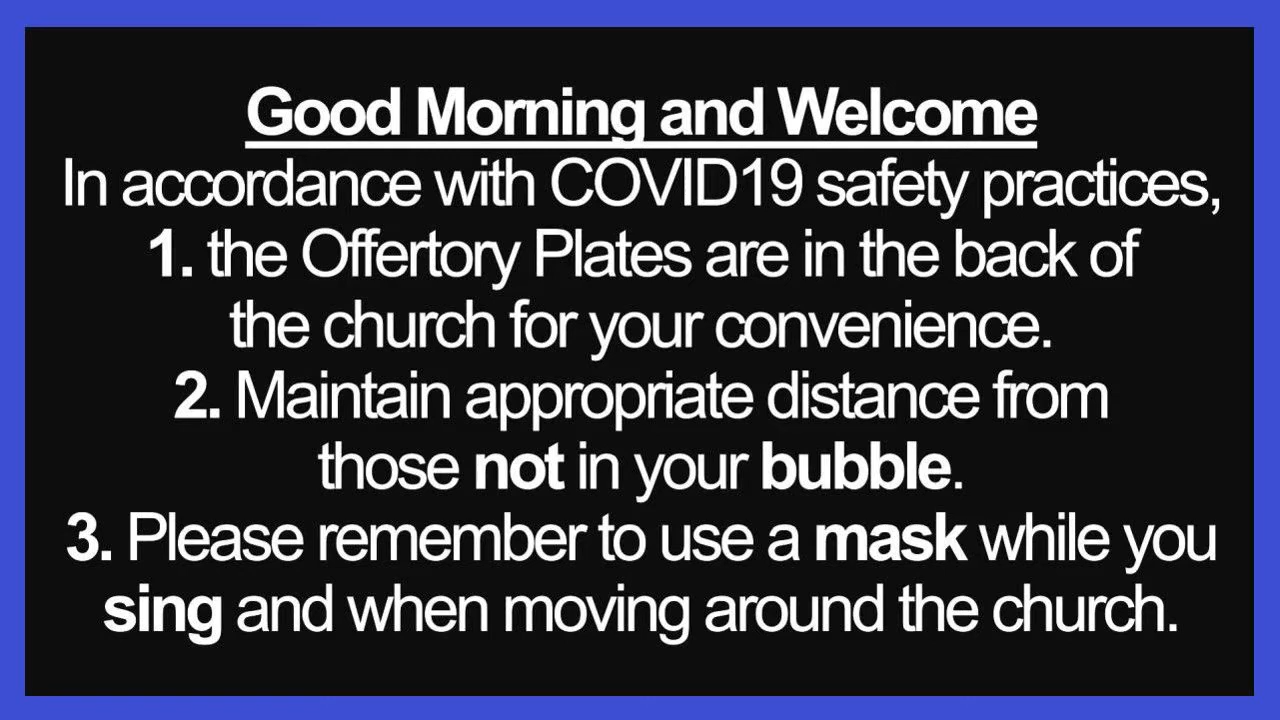 Good Morning and Welcome
In accordance with COVID19 safety practices,
1. the Offertory Plates are in the back of
the church for your convenience.
2. Maintain appropriate distance from
those not in your bubble.
3. Please remember to use a mask while you
sing and when moving around the church.